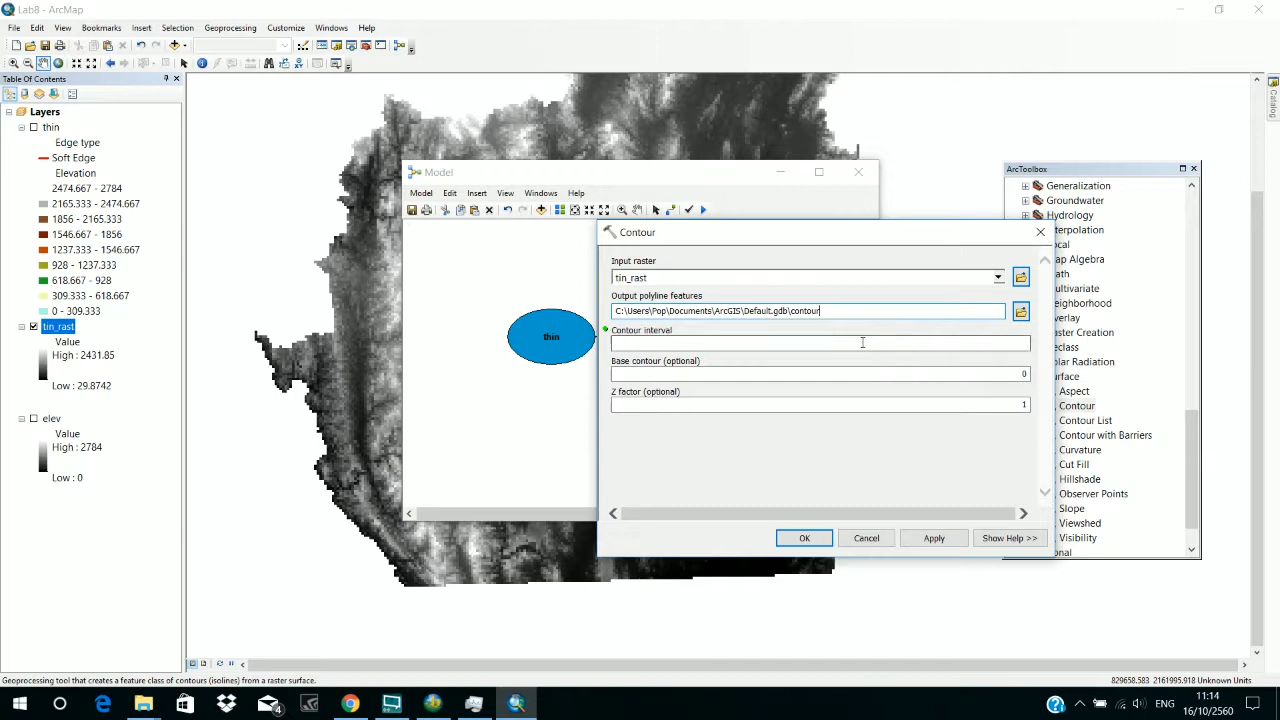 Lab8 - ArcMap
File Edit View Bookmarks Insert Selection Geoprocessing Customize Windows Help
Table Of Contents
Layers
thin
Edge type
Soft Edge
Elevation
2474.667 - 2784
2165.333 - 2474.667
1856 - 2165.333
1546.667 - 1856
1237.333 - 1546.667
928 - 1237.333
618.667 - 928
309.333 - 618.667
0 - 309.333
tin_rast
Value
High : 2431.85
Low : 29.8742
elev
Value
High : 2784
Low : 0
Model
Model Edit Insert View Windows Help
thin
Contour
Input raster
tin_rast
Output polyline features
C:\Users\Pop\Documents\ArcGIS\Default.gdb\contour
Contour interval
Base contour (optional)
0
Z factor (optional)
1
OK Cancel Apply Show Help >>
ArcToolbox
Generalization
Groundwater
Hydrology
terpolation
ocal
ap Algebra
ath
ultivariate
eighborhood
verlay
aster Creation
class
olar Radiation
urface
Aspect
Contour
Contour List
Contour with Barriers
Curvature
Cut Fill
Hillshade
Observer Points
Slope
Viewshed
Visibility
onal
Catalog
Geoprocessing tool that creates a feature class of contours (isolines) from a raster surface.
829658.583 2161995.918 Unknown Units
ENG
11:14
16/10/2560